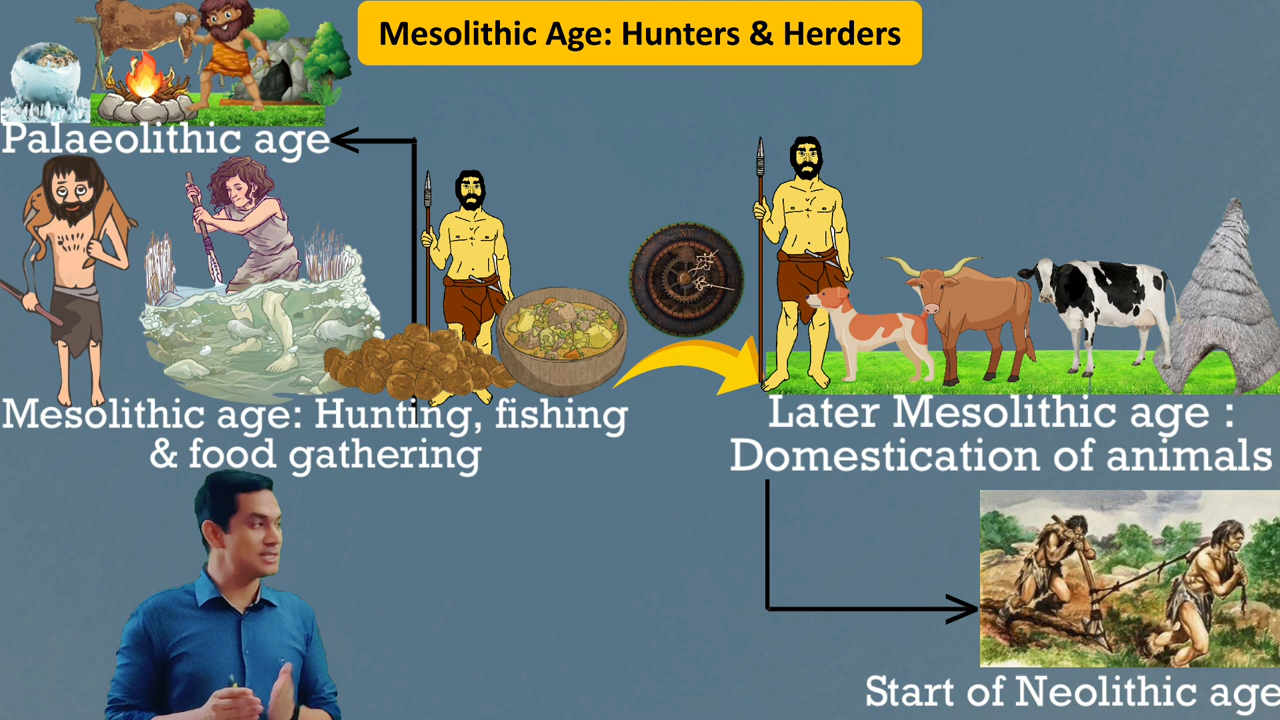 Mesolithic Age: Hunters & Herders
Palaeolithic age
Mesolithic age: Hunting, fishing
& food gathering
Later Mesolithic age :
Domestication of animals
Start of Neolithic age